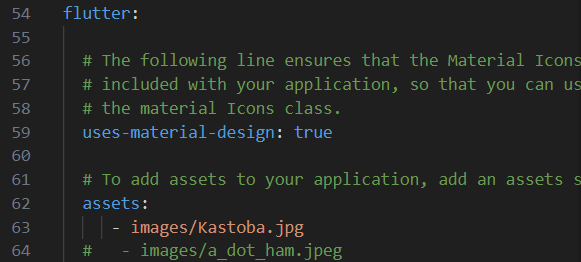 54 flutter:
55
56 # The following line ensures that the Material Icons
57 # included with your application, so that you can us
58 # the material Icons class.
59 uses-material-design: true
60
61 # To add assets to your application, add an assets s
62 assets:
63 - images/Kastoba.jpg
64 # - images/a_dot_ham.jpeg